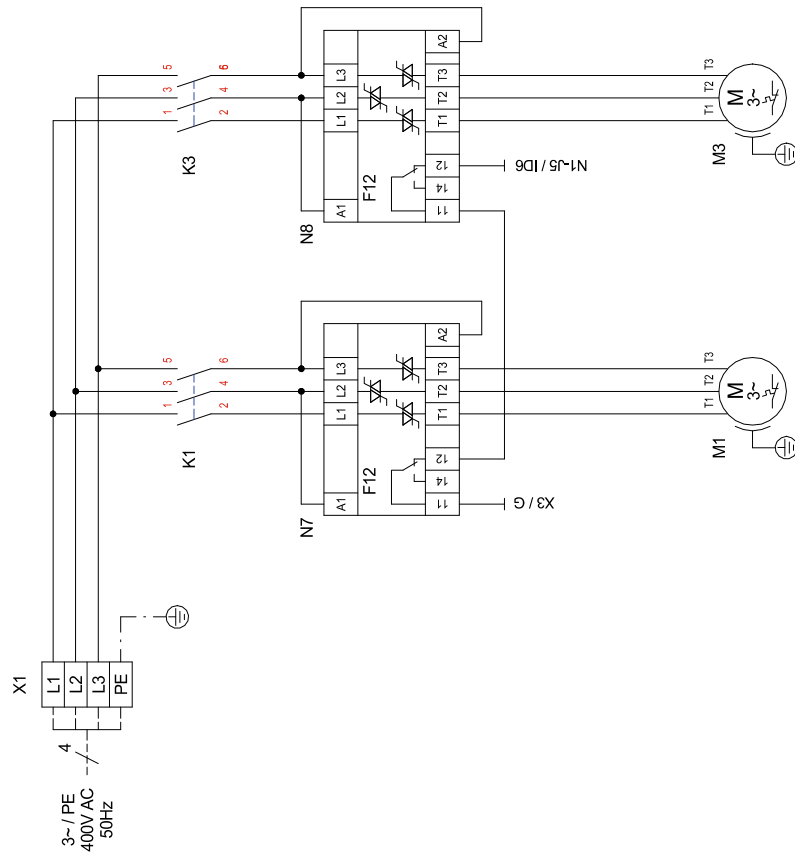 3~ / PE
400V AC
50Hz
4
X1
L1
L2
L3
PE
K1
1
3
5
2
4
6
N7
A1
L1
L2
L3
F12
11
14
12
T1
T2
T3
A2
X3 / G
T1
T2
T3
M
3~
M1
K3
1
3
5
2
4
6
N8
A1
L1
L2
L3
F12
11
14
12
T1
T2
T3
A2
N1-J5 / ID6
T1
T2
T3
M
3~
M3